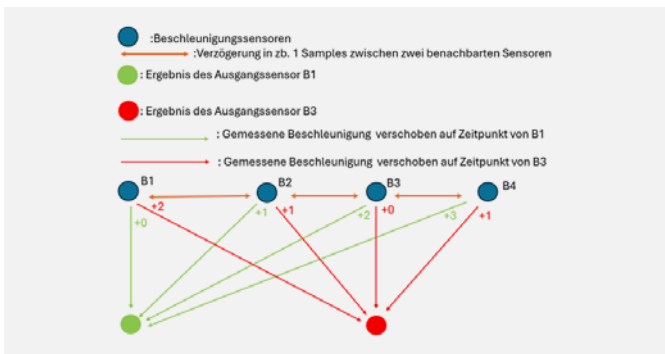 :Beschleunigungssensoren
:Verzögerung in zb. 1 Samples zwischen zwei benachbarten Sensoren
: Ergebnis des Ausgangssensor B1
: Ergebnis des Ausgangssensor B3
: Gemessene Beschleunigung verschoben auf Zeitpunkt von B1
: Gemessene Beschleunigung verschoben auf Zeitpunkt von B3
B1 B2 B3 B4
+2 +1 +1 +2 +0 +3 +1
+0